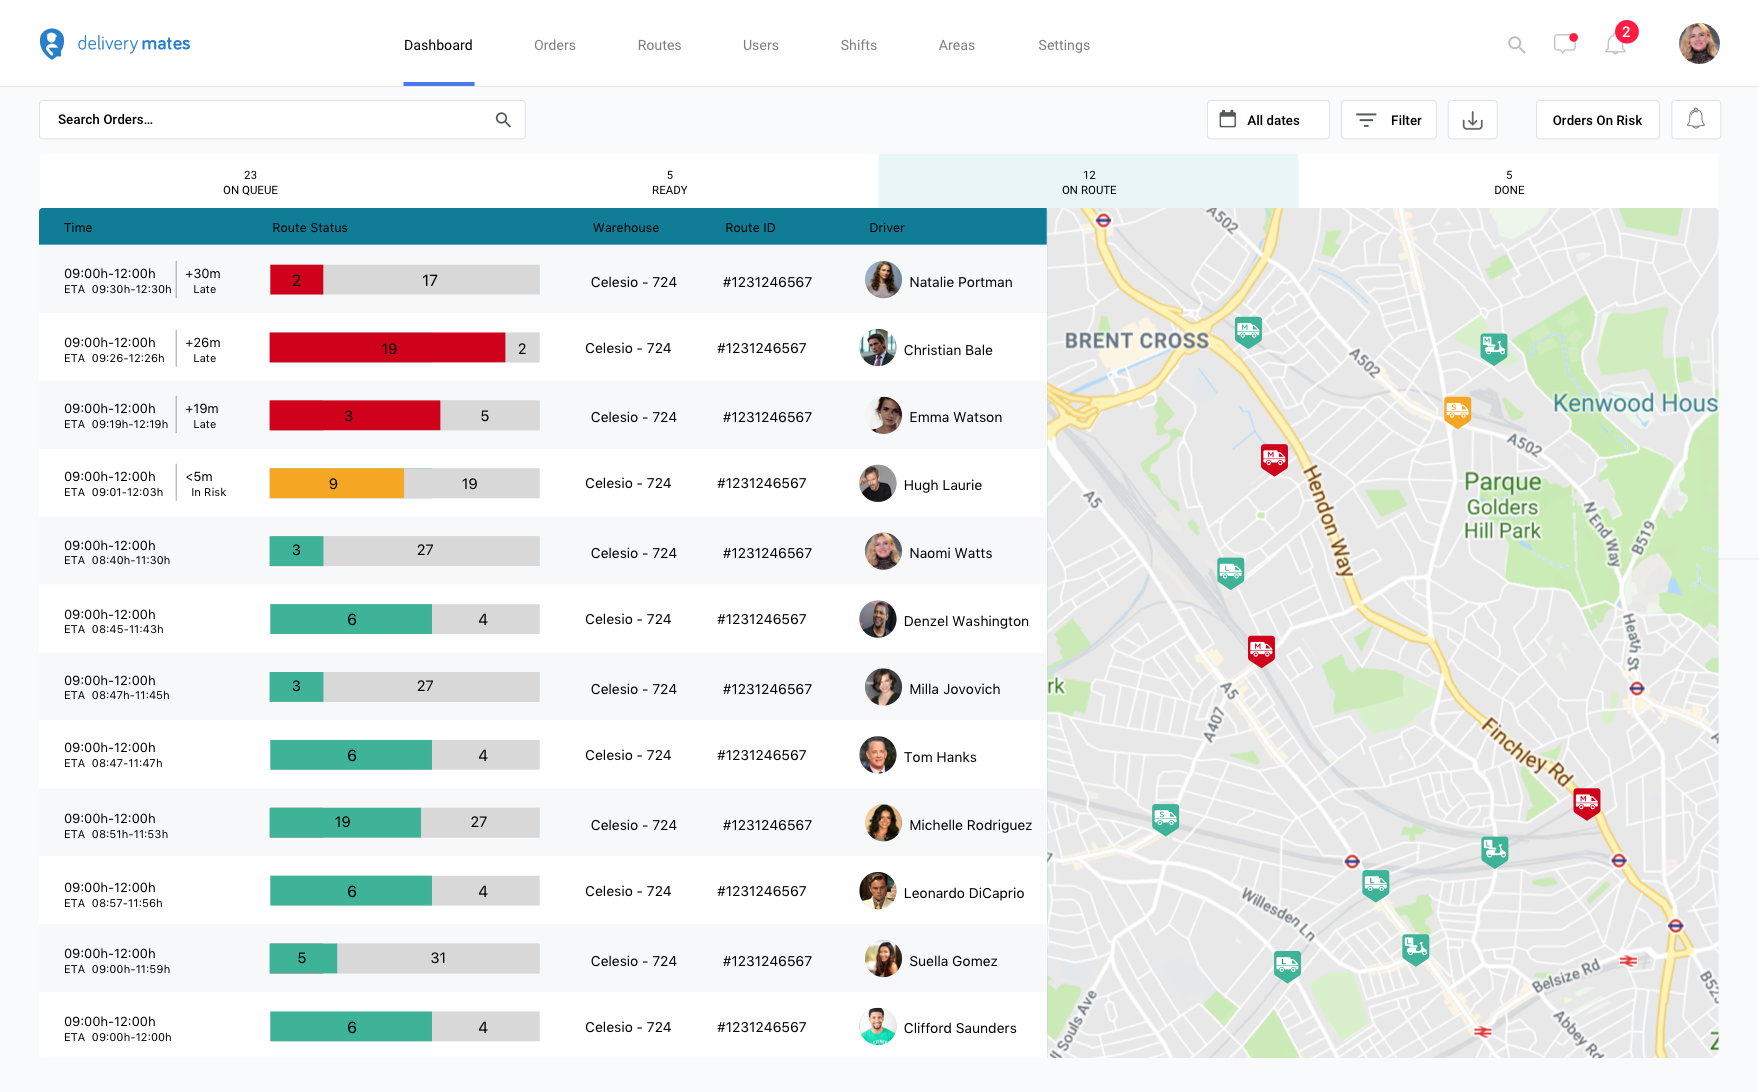 delivery mates
Dashboard
Orders
Routes
Users
Shifts
Areas
Settings
2
Search Orders...
All dates
Filter
Orders On Risk
23
ON QUEUE
5
READY
12
ON ROUTE
5
DONE
Time
Route Status
Warehouse
Route ID
Driver
09:00h-12:00h
ETA 09:30h-12:30h
+30m
Late
2
17
Celesio - 724
#1231246567
Natalie Portman
09:00h-12:00h
ETA 09:26-12:26h
+26m
Late
19
2
Celesio - 724
#1231246567
Christian Bale
09:00h-12:00h
ETA 09:19h-12:19h
+19m
Late
3
5
Celesio - 724
#1231246567
Emma Watson
09:00h-12:00h
ETA 09:01-12:03h
<5m
In Risk
9
19
Celesio - 724
#1231246567
Hugh Laurie
09:00h-12:00h
ETA 08:40h-11:30h
3
27
Celesio - 724
#1231246567
Naomi Watts
09:00h-12:00h
ETA 08:45-11:43h
6
4
Celesio - 724
#1231246567
Denzel Washington
09:00h-12:00h
ETA 08:47h-11:45h
3
27
Celesio - 724
#1231246567
Milla Jovovich
09:00h-12:00h
ETA 08:47-11:47h
6
4
Celesio - 724
#1231246567
Tom Hanks
09:00h-12:00h
ETA 08:51h-11:53h
19
27
Celesio - 724
#1231246567
Michelle Rodriguez
09:00h-12:00h
ETA 08:57-11:56h
6
4
Celesio - 724
#1231246567
Leonardo DiCaprio
09:00h-12:00h
ETA 09:00h-11:59h
5
31
Celesio - 724
#1231246567
Suella Gomez
09:00h-12:00h
ETA 09:00h-12:00h
6
4
Celesio - 724
#1231246567
Clifford Saunders
A502
BRENT CROSS
M
M
A502
S
Kenwood Hous
A502
M
Hendon Way
A5
Parque
Golders
Hill Park
N End Way
B519
L
Heath St
M
rk
A5
A407
Finchley Rd
M
S
L
L
Willesden Ln
L
L
Belsize Rd
B525
ll Souls Ave
Abbey Rd
Z